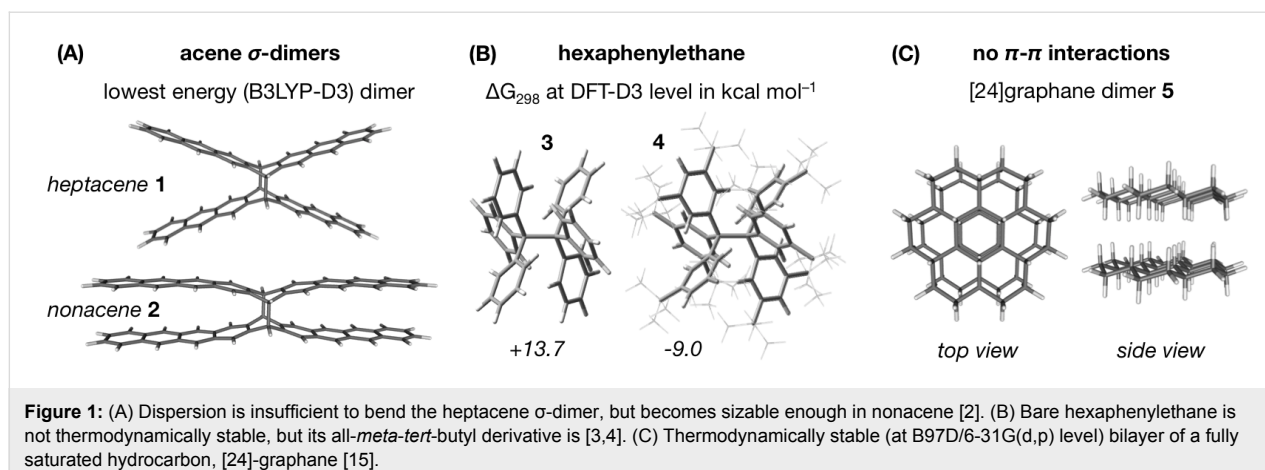 (A) acene σ-dimers
lowest energy (B3LYP-D3) dimer
heptacene 1
nonacene 2
(B) hexaphenylethane
ΔG298 at DFT-D3 level in kcal mol–1
3 4
+13.7 -9.0
(C) no π-π interactions
[24]graphane dimer 5
top view side view
Figure 1: (A) Dispersion is insufficient to bend the heptacene σ-dimer, but becomes sizable enough in nonacene [2]. (B) Bare hexaphenylethane is
not thermodynamically stable, but its all-meta-tert-butyl derivative is [3,4]. (C) Thermodynamically stable (at B97D/6-31G(d,p) level) bilayer of a fully
saturated hydrocarbon, [24]-graphane [15].